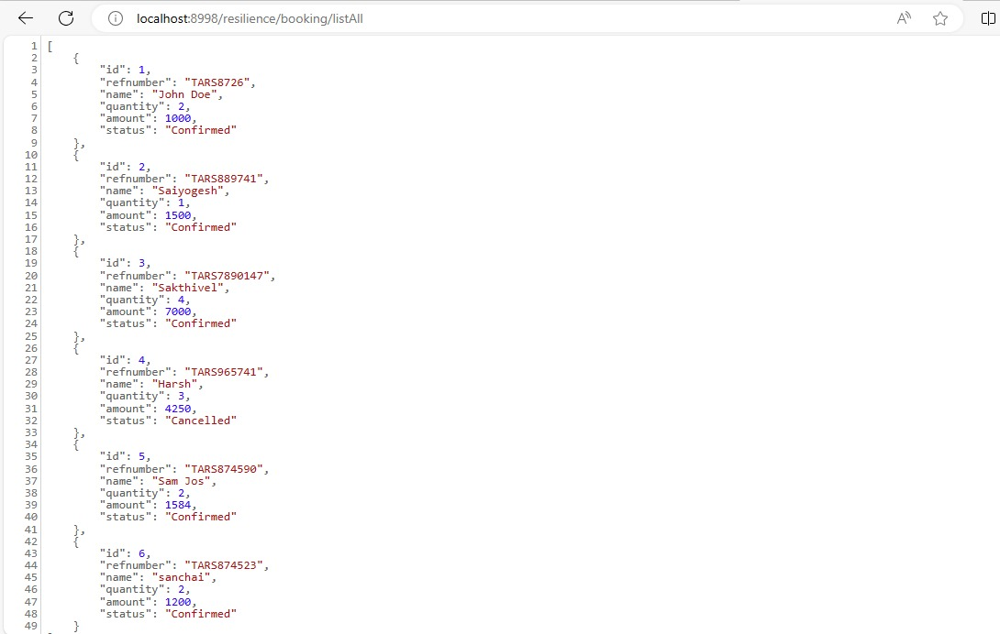 localhost:8998/resilience/booking/listAll
1 [
2     {
3         "id": 1,
4         "refnumber": "TARS8726",
5         "name": "John Doe",
6         "quantity": 2,
7         "amount": 1000,
8         "status": "Confirmed"
9     },
10     {
11         "id": 2,
12         "refnumber": "TARS889741",
13         "name": "Saiyogesh",
14         "quantity": 1,
15         "amount": 1500,
16         "status": "Confirmed"
17     },
18     {
19         "id": 3,
20         "refnumber": "TARS7890147",
21         "name": "Sakthivel",
22         "quantity": 4,
23         "amount": 7000,
24         "status": "Confirmed"
25     },
26     {
27         "id": 4,
28         "refnumber": "TARS965741",
29         "name": "Harsh",
30         "quantity": 3,
31         "amount": 4250,
32         "status": "Cancelled"
33     },
34     {
35         "id": 5,
36         "refnumber": "TARS874590",
37         "name": "Sam Jos",
38         "quantity": 2,
39         "amount": 1584,
40         "status": "Confirmed"
41     },
42     {
43         "id": 6,
44         "refnumber": "TARS874523",
45         "name": "sanchai",
46         "quantity": 2,
47         "amount": 1200,
48         "status": "Confirmed"
49     }